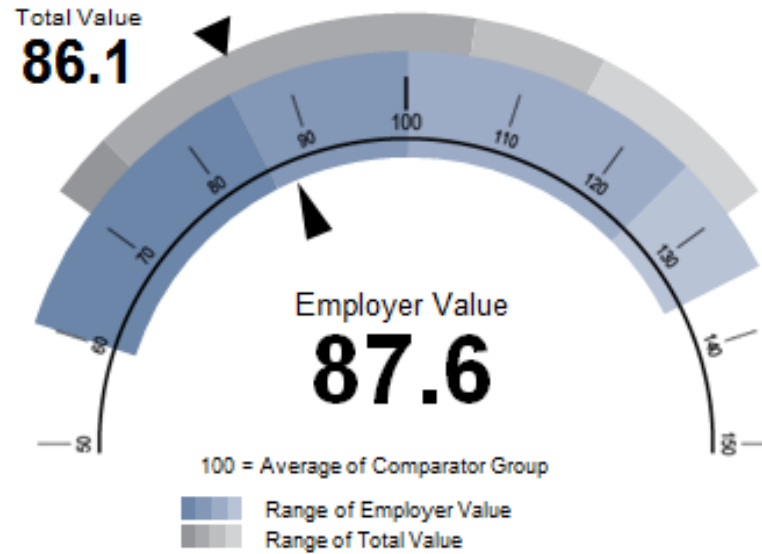 Total Value
86.1
50
60
70
80
90
100
110
120
130
140
150
Employer Value
87.6
100 = Average of Comparator Group
Range of Employer Value
Range of Total Value